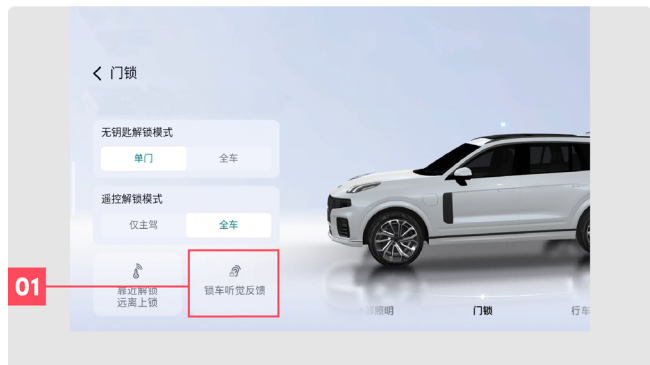 门锁
无钥匙解锁模式
单门 全车
遥控解锁模式
仅主驾 全车
靠近解锁
远离上锁
锁车听觉反馈
01
照明 门锁 行车